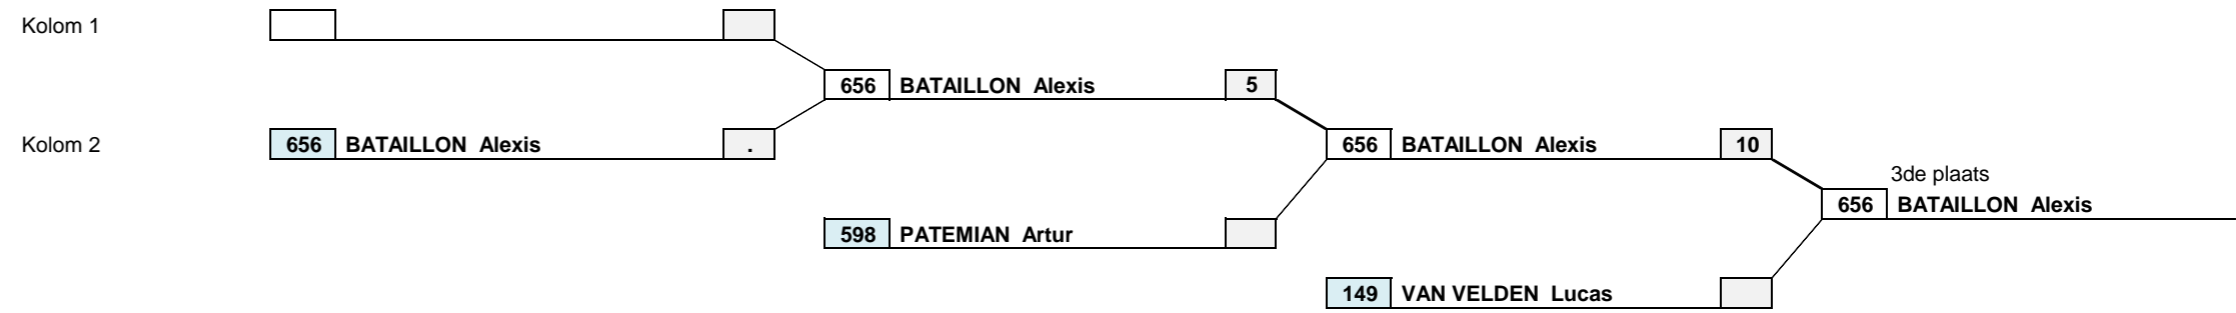 Kolom 1
656 BATAILLON Alexis 5
Kolom 2 656 BATAILLON Alexis .
656 BATAILLON Alexis 10
3de plaats
656 BATAILLON Alexis
598 PATEMIAN Artur
149 VAN VELDEN Lucas